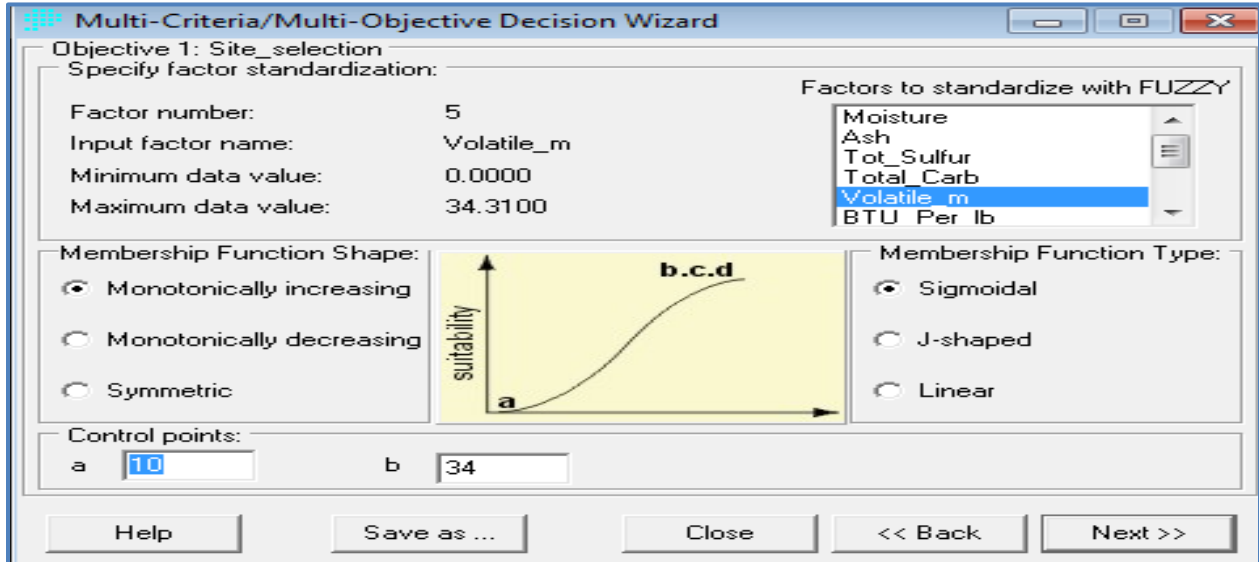 Multi-Criteria/Multi-Objective Decision Wizard
Objective 1: Site_selection
Specify factor standardization:
Factor number: 5
Input factor name: Volatile_m
Minimum data value: 0.0000
Maximum data value: 34.3100
Factors to standardize with FUZZY
Moisture
Ash
Tot_Sulfur
Total_Carb
Volatile_m
BTU_Per_lb
Membership Function Shape:
Monotonically increasing
Monotonically decreasing
Symmetric
suitability
a
b.c.d
Membership Function Type:
Sigmoidal
J-shaped
Linear
Control points:
a 10 b 34
Help Save as ... Close << Back Next >>